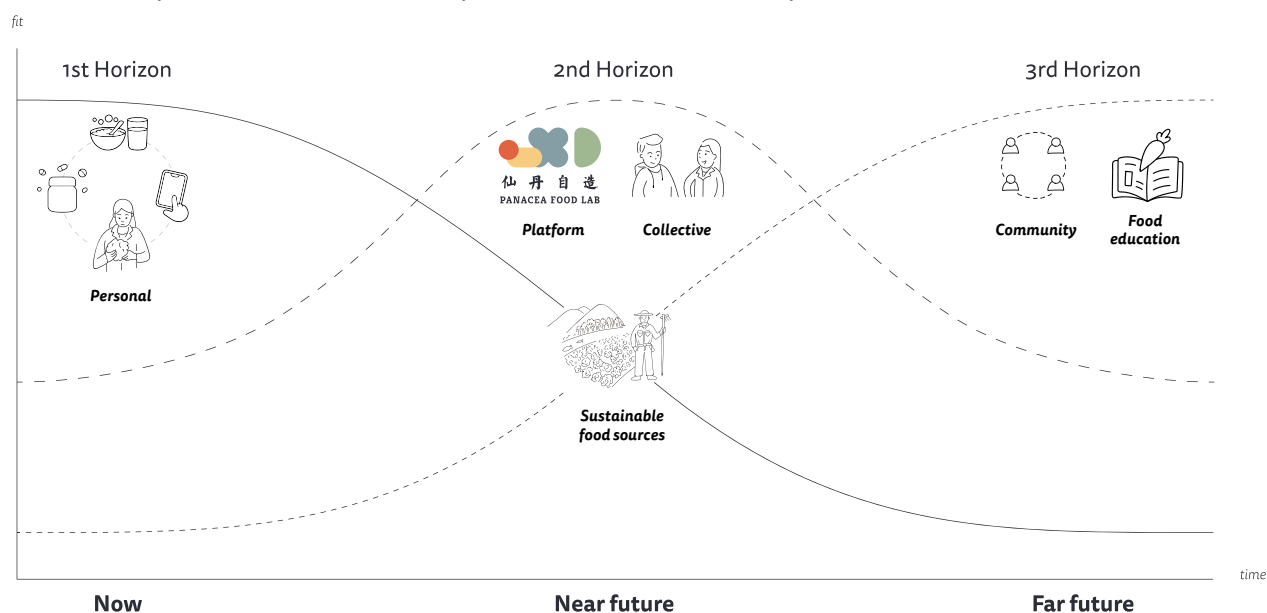 fit
1st Horizon
2nd Horizon
3rd Horizon
仙丹自造
PANACEA FOOD LAB
Platform
Collective
Community
Food
education
Personal
Sustainable
food sources
time
Now
Near future
Far future